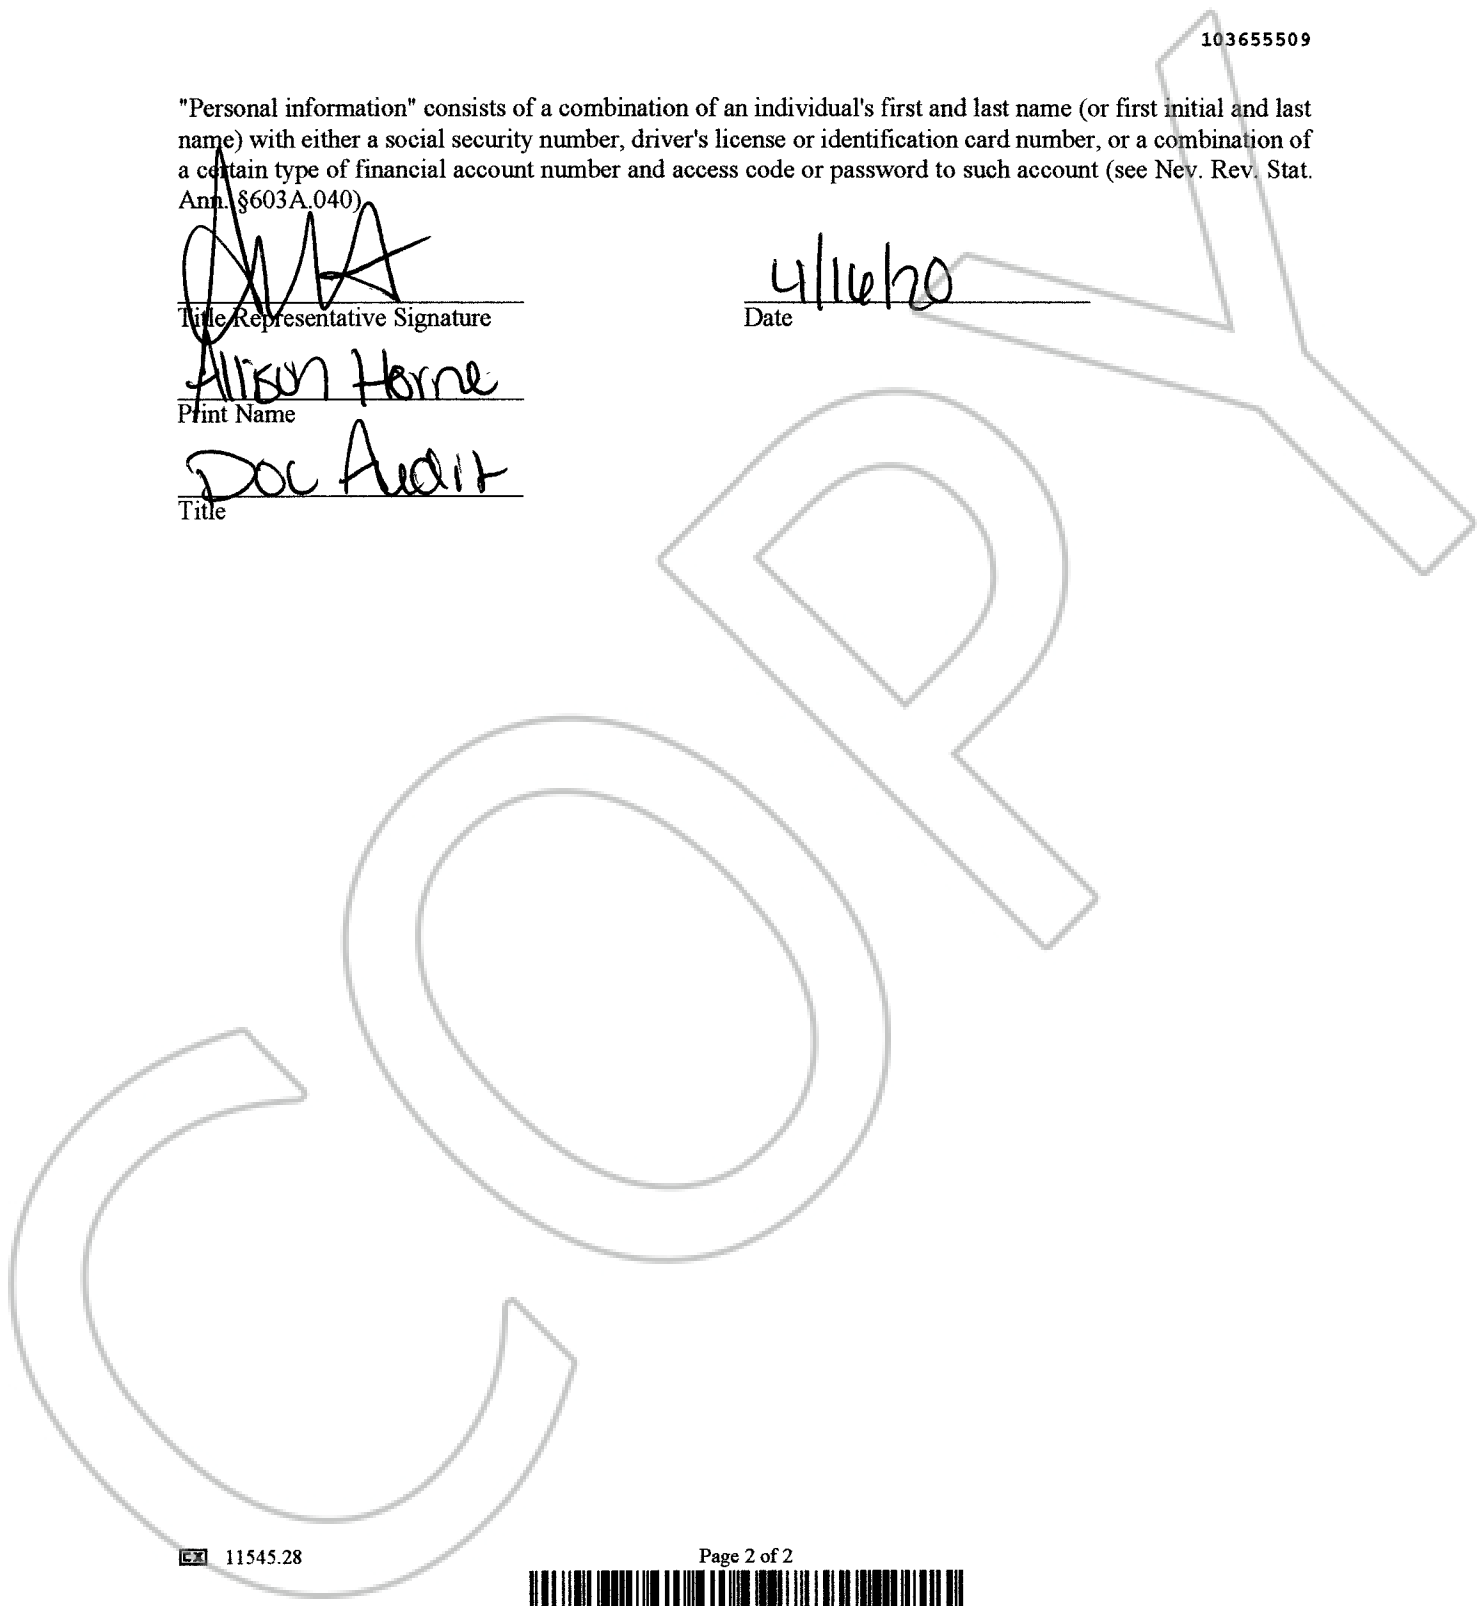 103655509
"Personal information" consists of a combination of an individual's first and last name (or first initial and last
name) with either a social security number, driver's license or identification card number, or a combination of
a certain type of financial account number and access code or password to such account (see Nev. Rev. Stat.
Ann. §603A.040)
4/16/20
Title Representative Signature
Date
Allison Horne
Print Name
Doc Audit
Title
COPY
CX 11545.28
Page 2 of 2